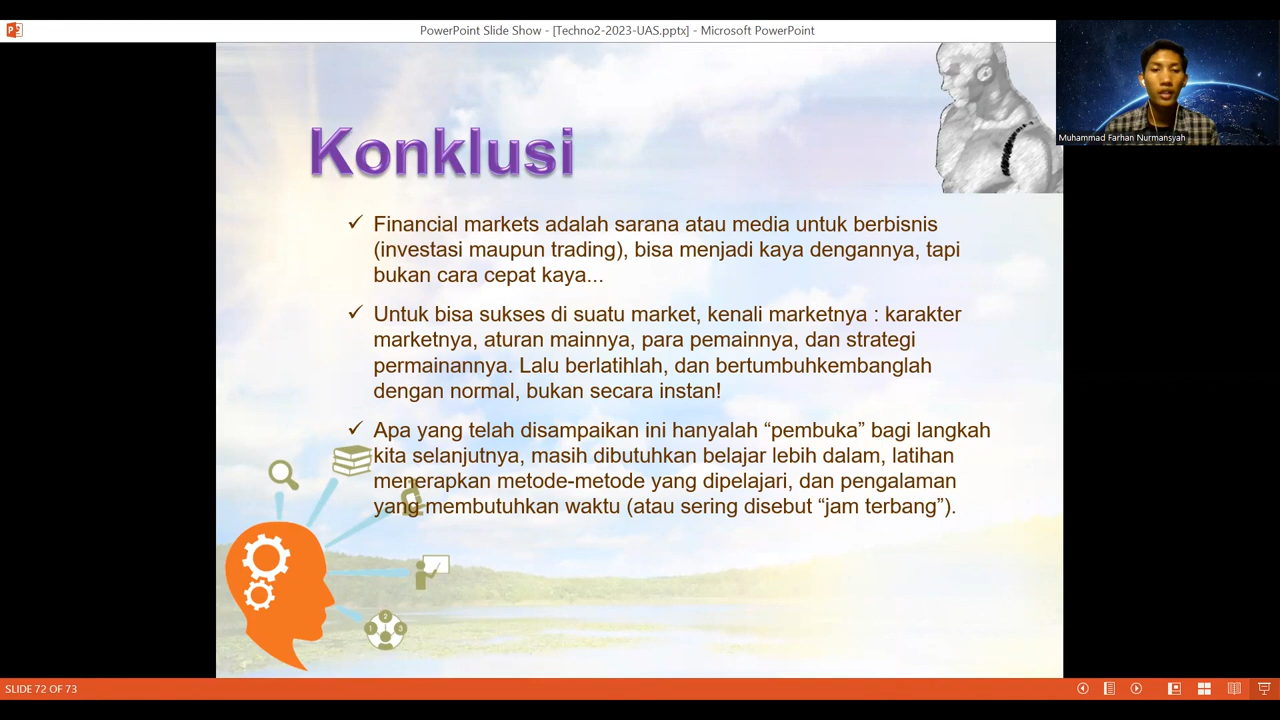 PowerPoint Slide Show - [Techno2-2023-UAS.pptx] - Microsoft PowerPoint
Muhammad Farhan Nurmansyah
Konklusi
✓ Financial markets adalah sarana atau media untuk berbisnis
(investasi maupun trading), bisa menjadi kaya dengannya, tapi
bukan cara cepat kaya...
✓ Untuk bisa sukses di suatu market, kenali marketnya : karakter
marketnya, aturan mainnya, para pemainnya, dan strategi
permainannya. Lalu berlatihlah, dan bertumbuhkembanglah
dengan normal, bukan secara instan!
✓ Apa yang telah disampaikan ini hanyalah “pembuka” bagi langkah
kita selanjutnya, masih dibutuhkan belajar lebih dalam, latihan
menerapkan metode-metode yang dipelajari, dan pengalaman
yang membutuhkan waktu (atau sering disebut “jam terbang”).
1 2 3
SLIDE 72 OF 73